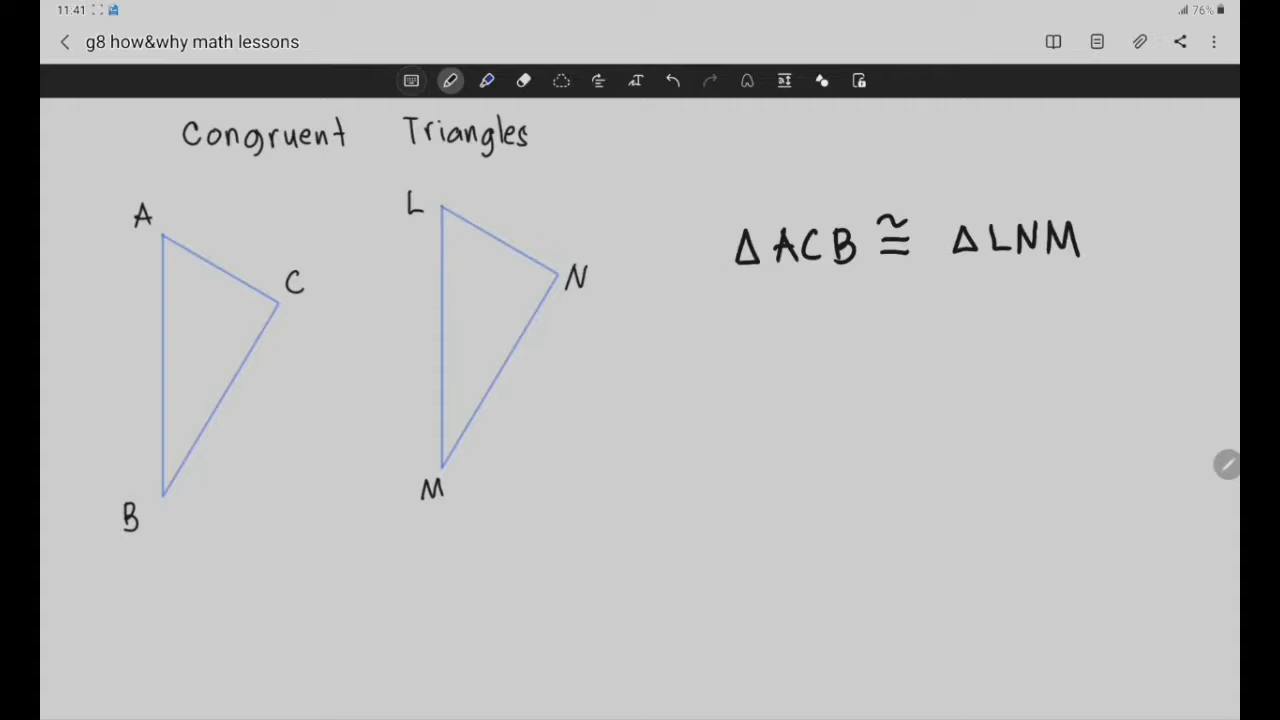 11.41 76%
g8 how&why math lessons
Congruent Triangles
A
L
Δ ACB ≅ Δ LNM
C
N
M
B